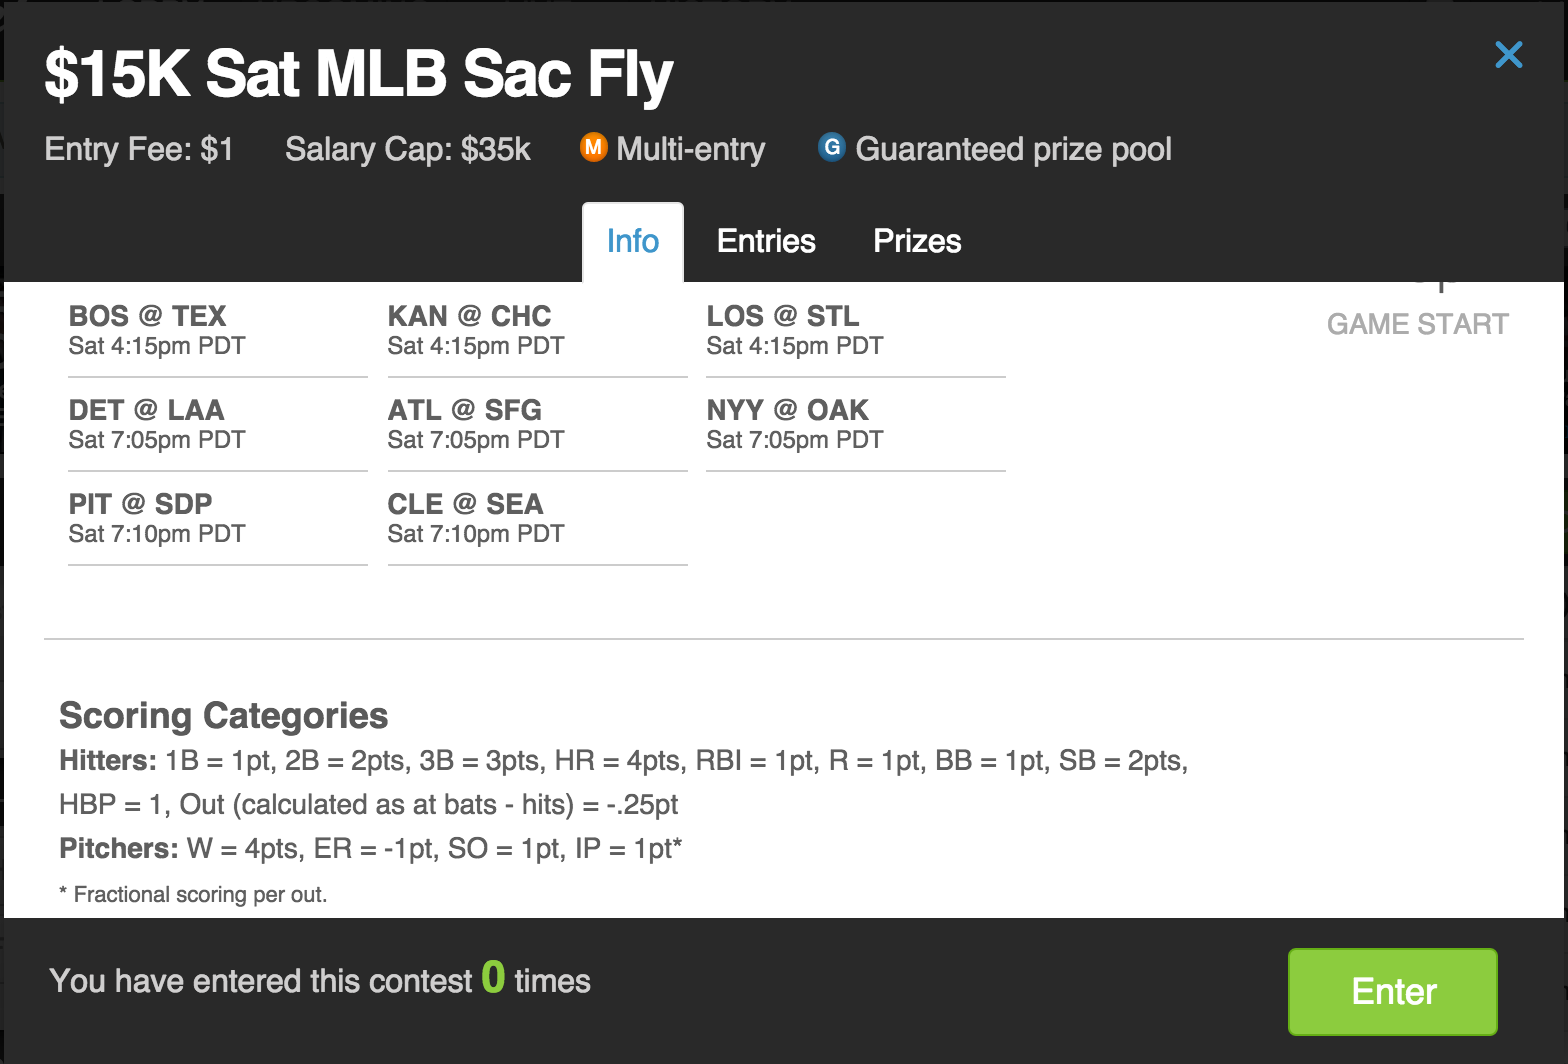 $15K Sat MLB Sac Fly
Entry Fee: $1 Salary Cap: $35k M Multi-entry G Guaranteed prize pool
Info Entries Prizes
BOS @ TEX KAN @ CHC LOS @ STL
Sat 4:15pm PDT Sat 4:15pm PDT Sat 4:15pm PDT
GAME START
DET @ LAA ATL @ SFG NYY @ OAK
Sat 7:05pm PDT Sat 7:05pm PDT Sat 7:05pm PDT
PIT @ SDP CLE @ SEA
Sat 7:10pm PDT Sat 7:10pm PDT
Scoring Categories
Hitters: 1B = 1pt, 2B = 2pts, 3B = 3pts, HR = 4pts, RBI = 1pt, R = 1pt, BB = 1pt, SB = 2pts,
HBP = 1, Out (calculated as at bats - hits) = -.25pt
Pitchers: W = 4pts, ER = -1pt, SO = 1pt, IP = 1pt*
* Fractional scoring per out.
You have entered this contest 0 times
Enter